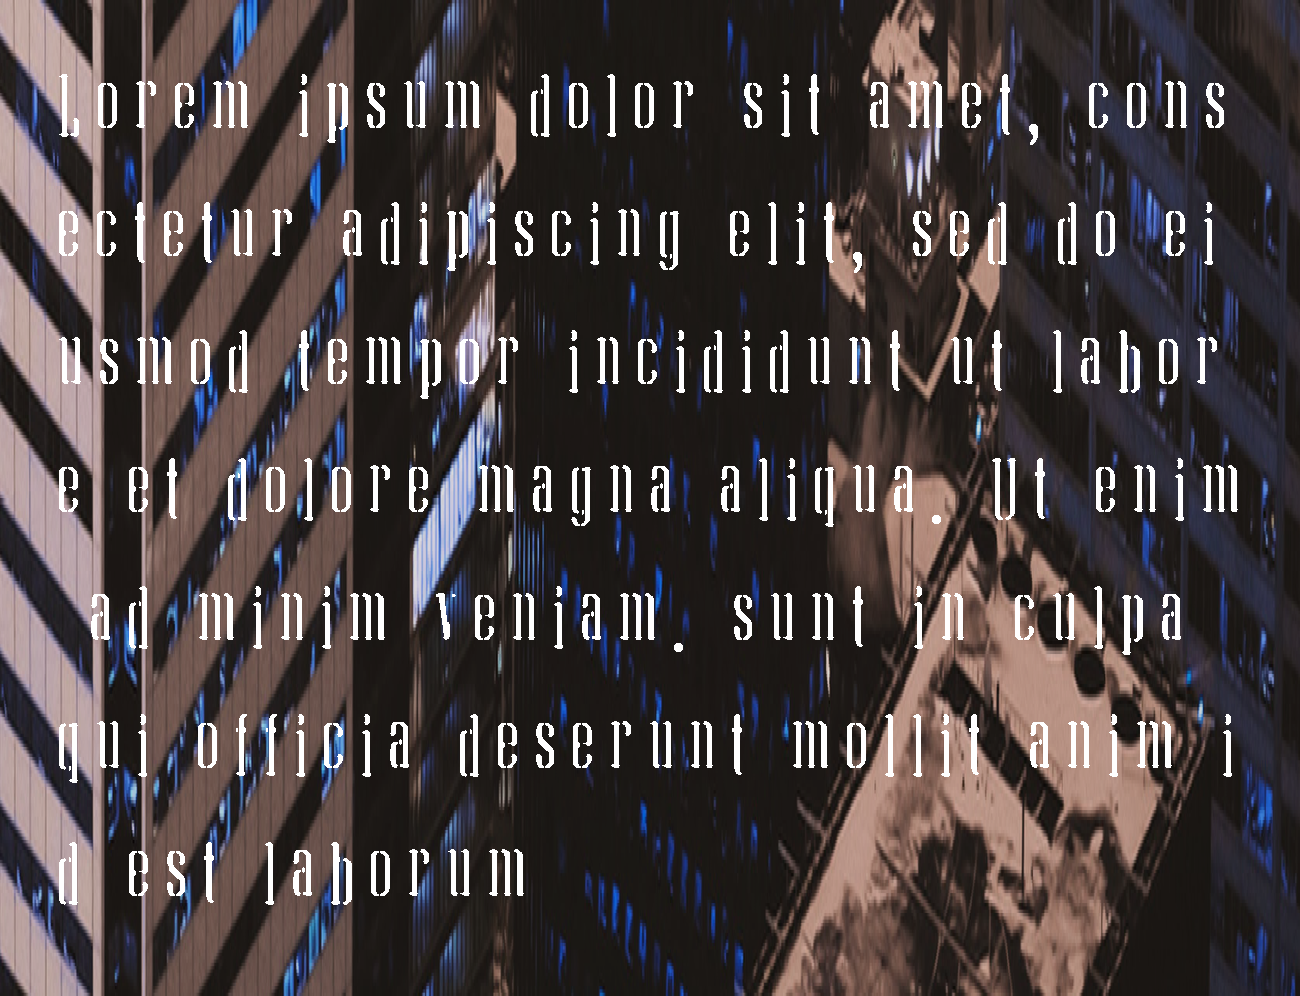 Lorem ipsum dolor sit amet, cons
ectetur adipiscing elit, sed do ei
usmod tempor incididunt ut labor
e et dolore magna aliqua. Ut enim
ad minim veniam. sunt in culpa
qui officia deserunt mollit anim i
d est laborum